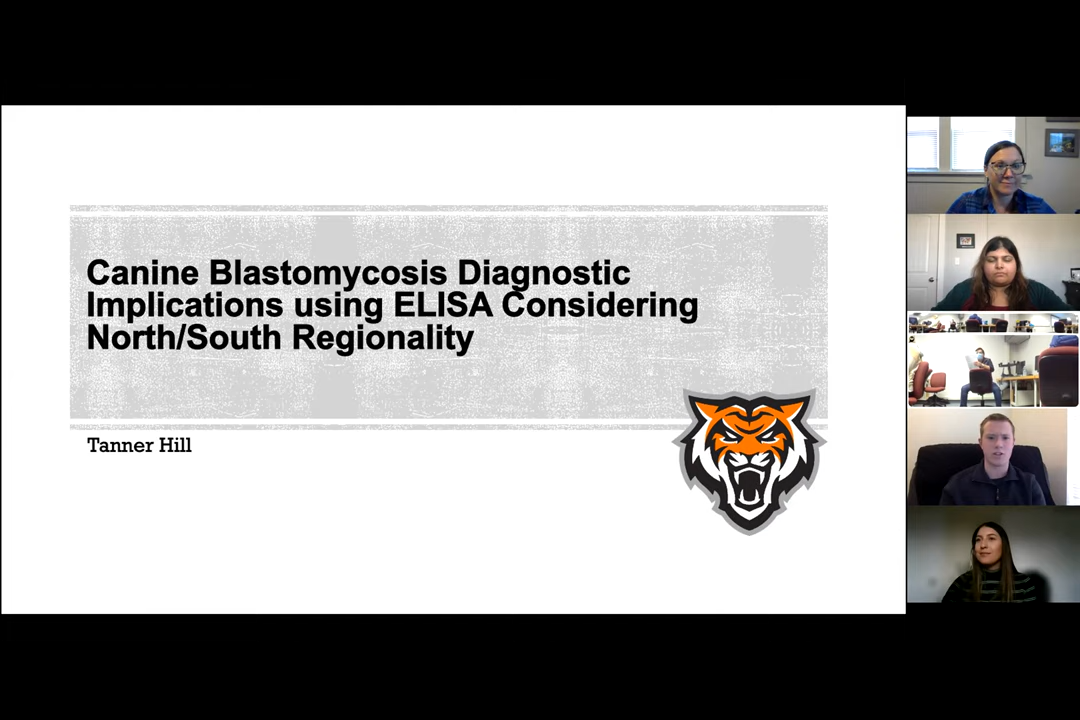 Canine Blastomycosis Diagnostic
Implications using ELISA Considering
North/South Regionality
Tanner Hill